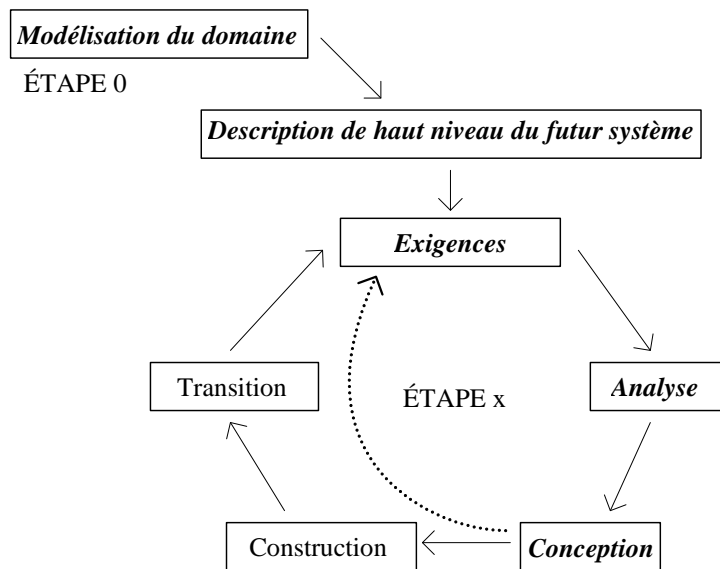 Modélisation du domaine
ÉTAPE 0
Description de haut niveau du futur système
Exigences
Transition
ÉTAPE x
Analyse
Construction
Conception